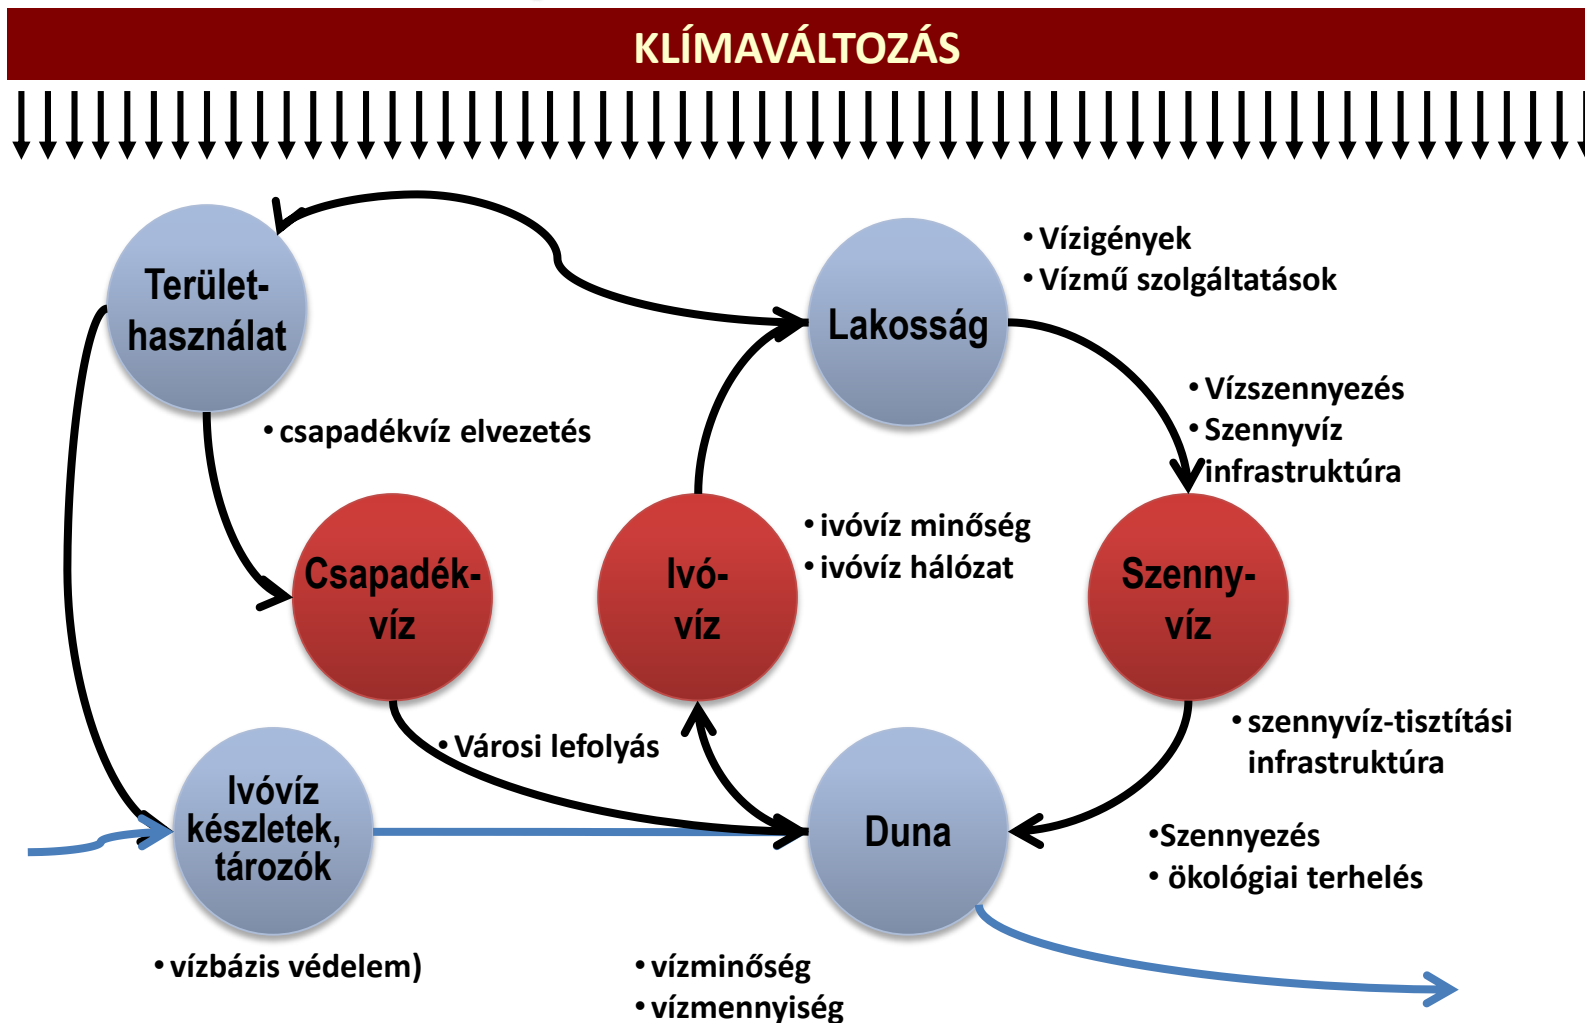 KLÍMAVÁLTOZÁS
Terület-
használat
Lakosság
• Vízigények
• Vízmű szolgáltatások
• csapadékvíz elvezetés
• Vízszennyezés
• Szennyvíz
infrastruktúra
Csapadék-
víz
Ivó-
víz
• ivóvíz minőség
• ivóvíz hálózat
Szenny-
víz
• Városi lefolyás
• szennyvíz-tisztítási
infrastruktúra
Ivóvíz
készletek,
tározók
Duna
•Szennyezés
• ökológiai terhelés
• vízbázis védelem)
• vízminőség
• vízmennyiség